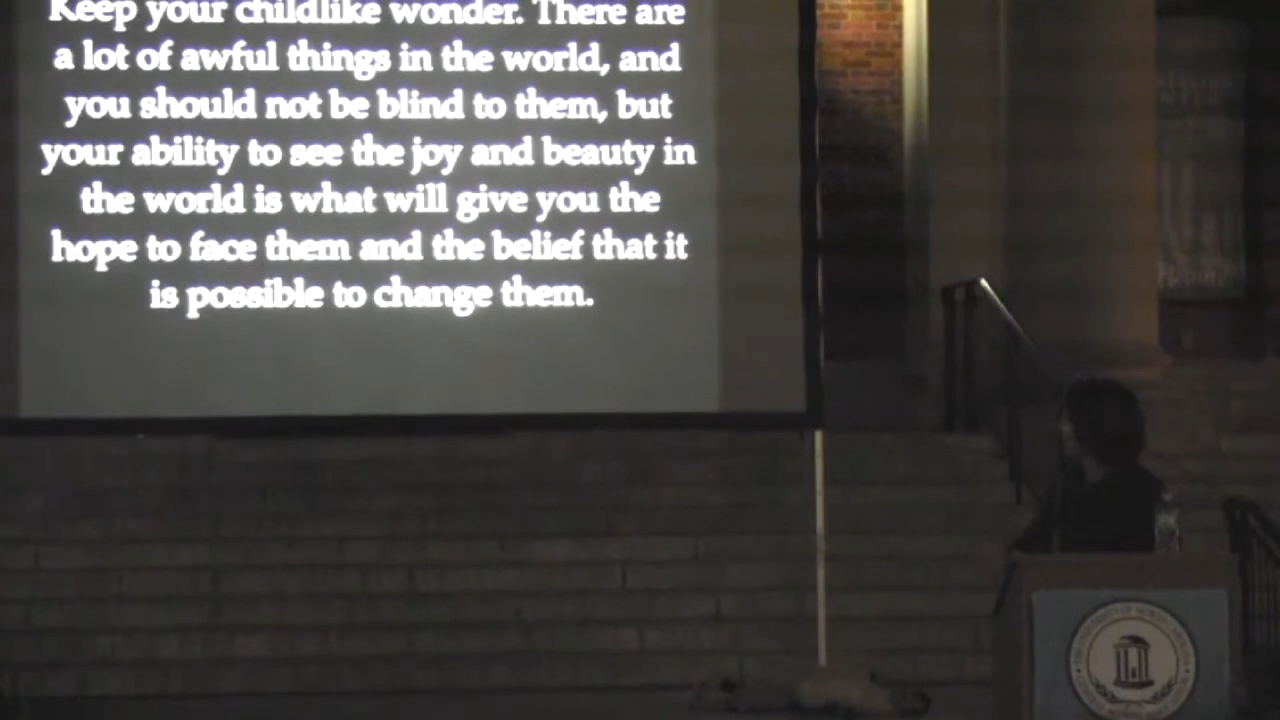 Keep your childlike wonder. There are
a lot of awful things in the world, and
you should not be blind to them, but
your ability to see the joy and beauty in
the world is what will give you the
hope to face them and the belief that it
is possible to change them.